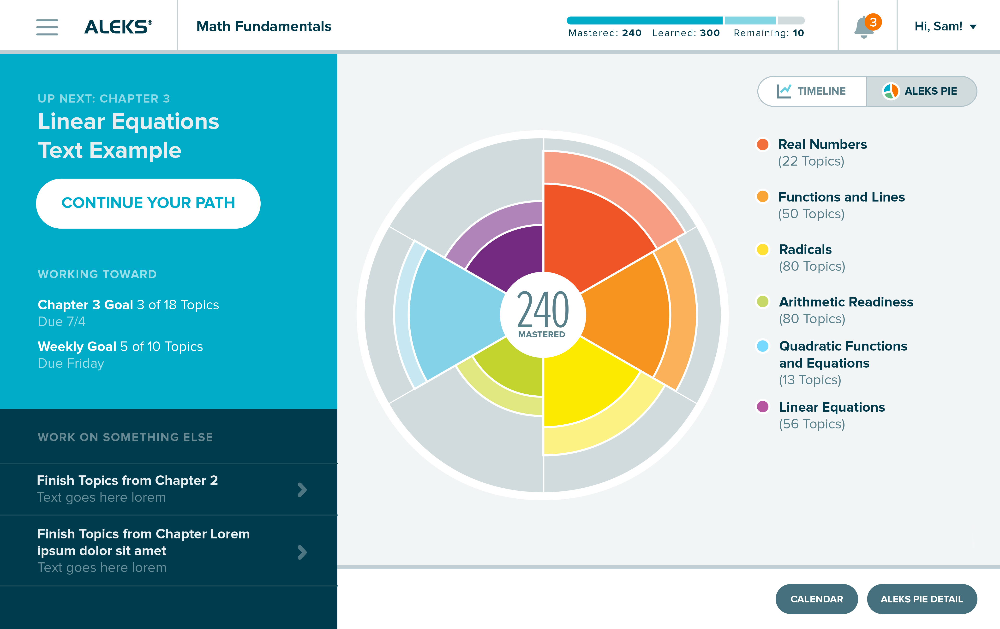 ALEKS®
Math Fundamentals
Mastered: 240 Learned: 300 Remaining: 10
3
Hi, Sam!
UP NEXT: CHAPTER 3
Linear Equations
Text Example
CONTINUE YOUR PATH
WORKING TOWARD
Chapter 3 Goal 3 of 18 Topics
Due 7/4
Weekly Goal 5 of 10 Topics
Due Friday
WORK ON SOMETHING ELSE
Finish Topics from Chapter 2
Text goes here lorem
Finish Topics from Chapter Lorem
ipsum dolor sit amet
Text goes here lorem
TIMELINE
ALEKS PIE
240
MASTERED
Real Numbers
(22 Topics)
Functions and Lines
(50 Topics)
Radicals
(80 Topics)
Arithmetic Readiness
(80 Topics)
Quadratic Functions
and Equations
(13 Topics)
Linear Equations
(56 Topics)
CALENDAR
ALEKS PIE DETAIL